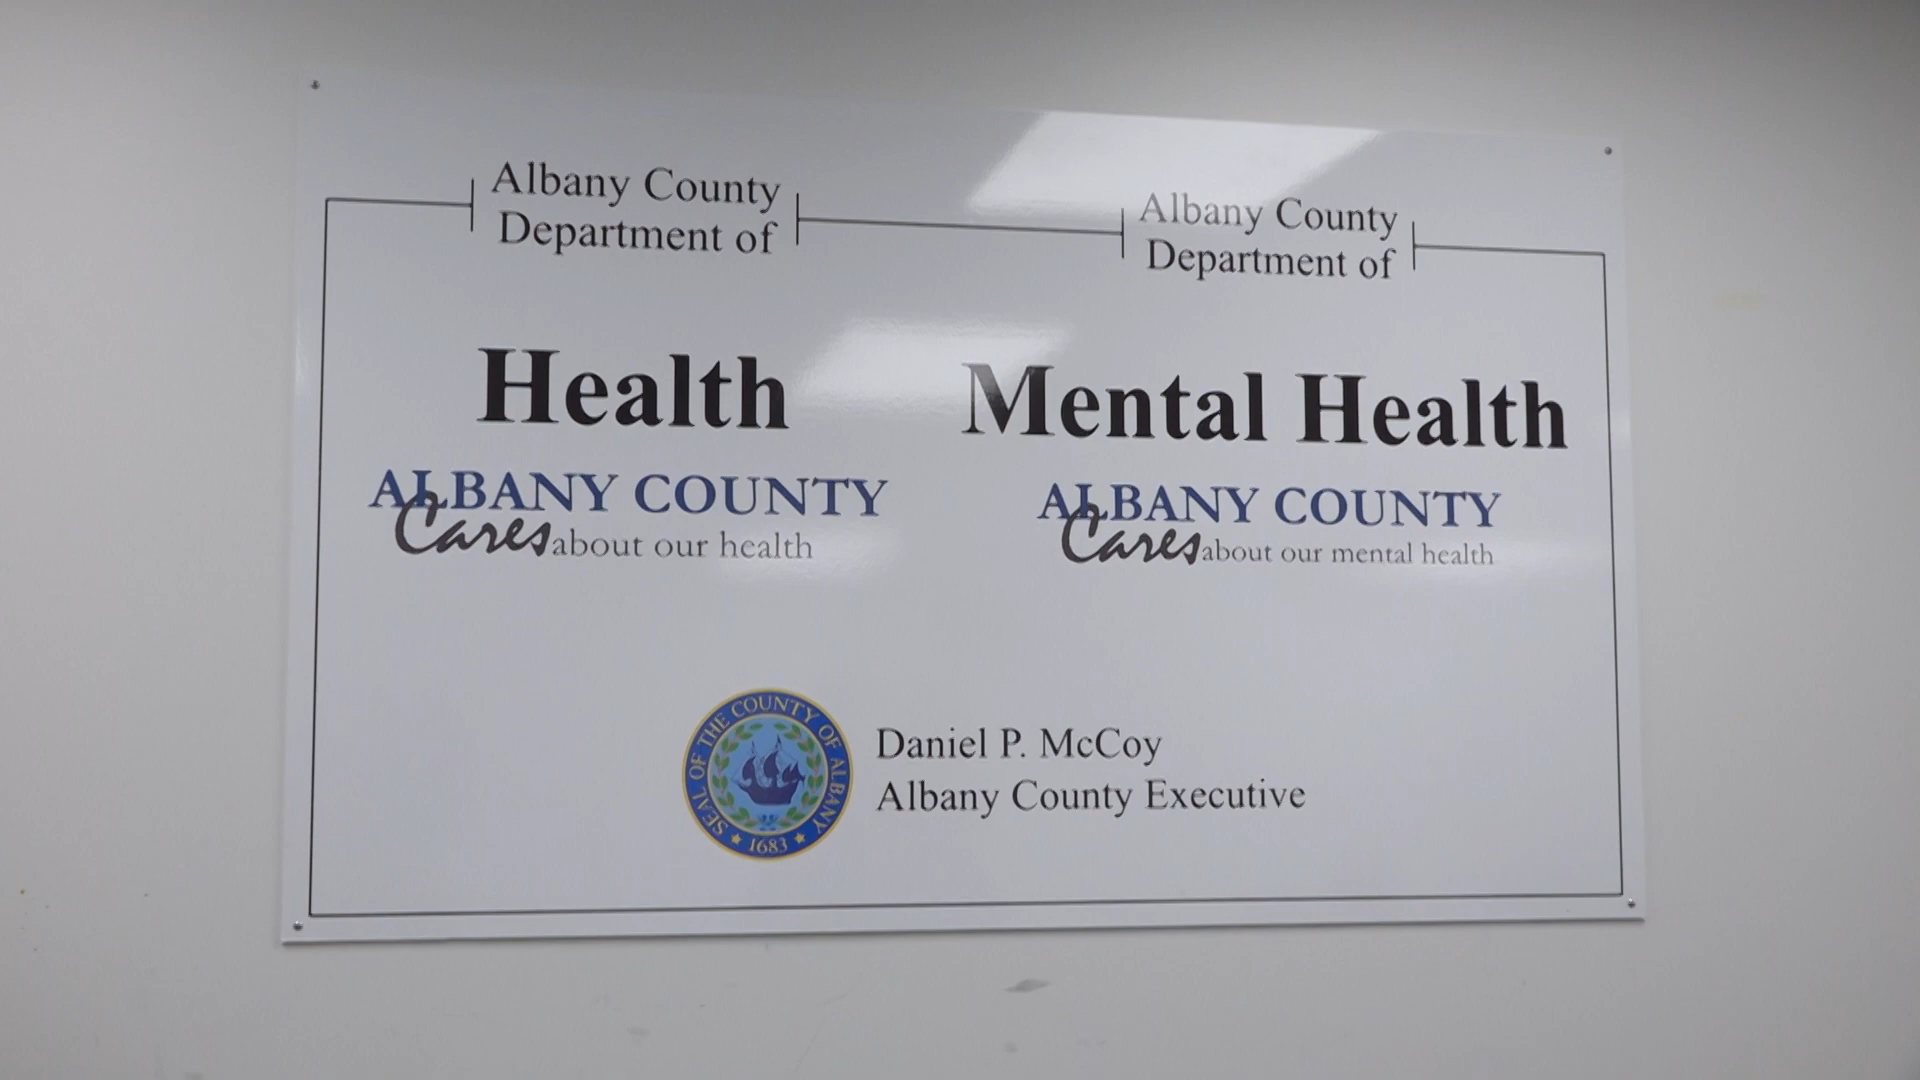 Albany County
Department of
Health
ALBANY COUNTY
Cares about our health
Albany County
Department of
Mental Health
ALBANY COUNTY
Cares about our mental health
SEAL OF THE COUNTY OF ALBANY
1683
Daniel P. McCoy
Albany County Executive